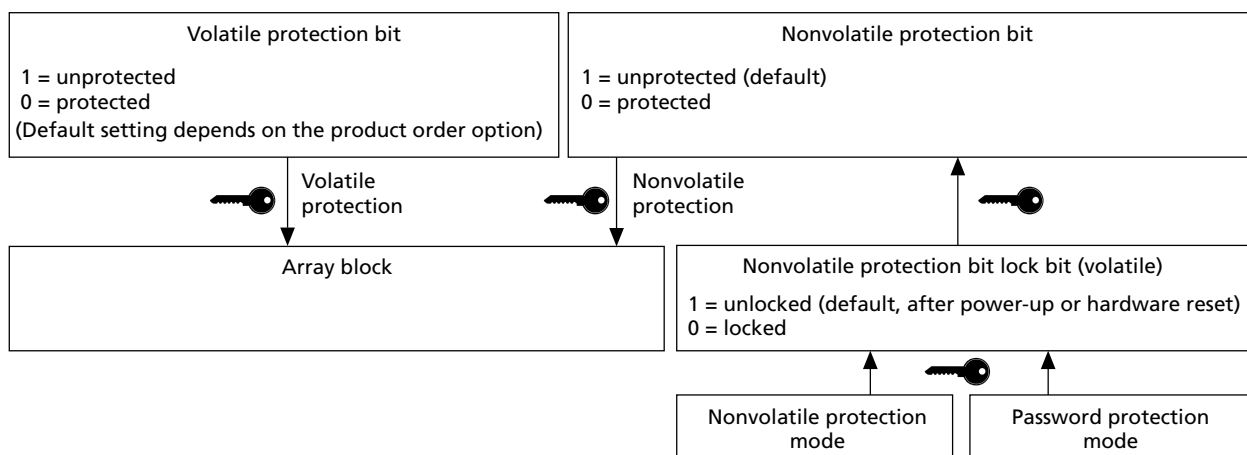 Volatile protection bit
1 = unprotected
0 = protected
(Default setting depends on the product order option)
Nonvolatile protection bit
1 = unprotected (default)
0 = protected
Volatile
protection
Nonvolatile
protection
Array block
Nonvolatile protection bit lock bit (volatile)
1 = unlocked (default, after power-up or hardware reset)
0 = locked
Nonvolatile protection
mode
Password protection
mode